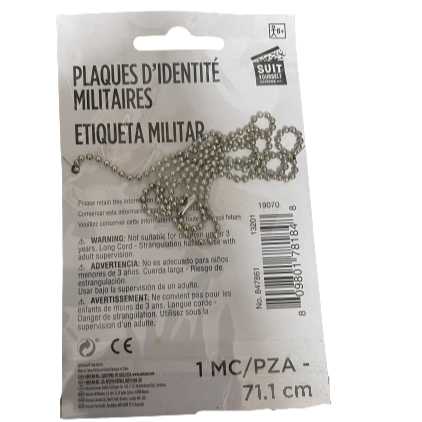 8+
SUIT
YOURSELF
PLAQUES D'IDENTITÉ
MILITAIRES
ETIQUETA MILITAR
Please retain this
Conservar esta información
Veuillez conserver cette
WARNING: Not suitable for children under 3
years. Long Cord - Strangulation hazard. Use with
adult supervision.
ADVERTENCIA: No es adecuado para niños
menores de 3 años. Cuerda larga - Riesgo de
estrangulación.
Usar bajo la supervisión de un adulto.
AVERTISSEMENT: Ne convient pas pour les
enfants de moins de 3 ans. Longue corde -
Danger de strangulation. Utilisez sous la
supervision d'un adulte.
CE
No. 847861
13201
19070
8 09801 78184 8
1 MC/PZA -
71.1 cm